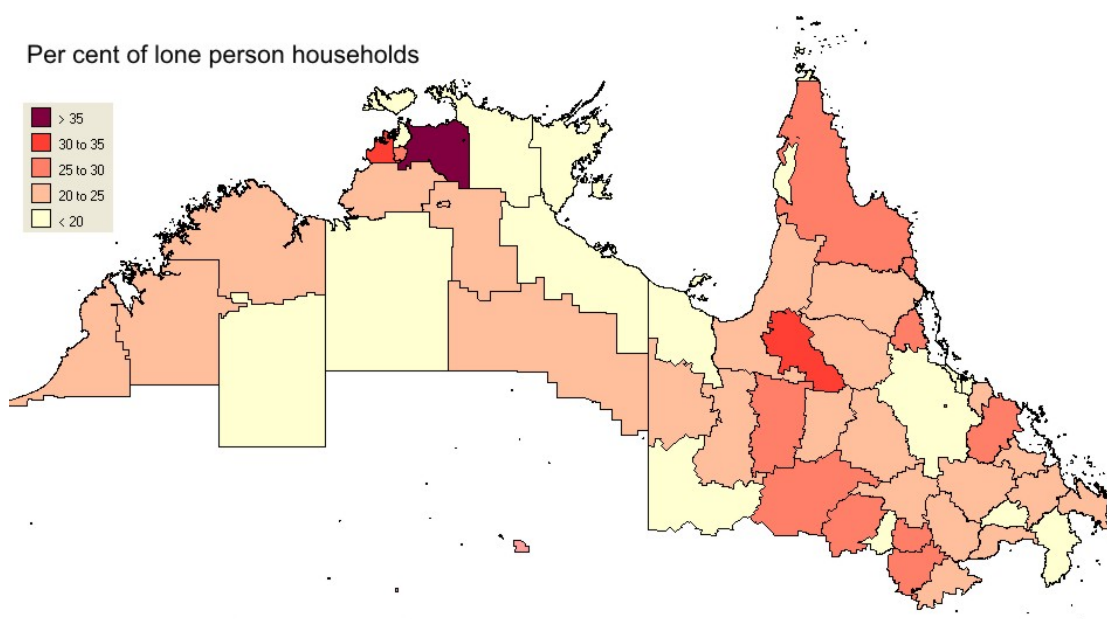 Per cent of lone person households
> 35
30 to 35
25 to 30
20 to 25
< 20